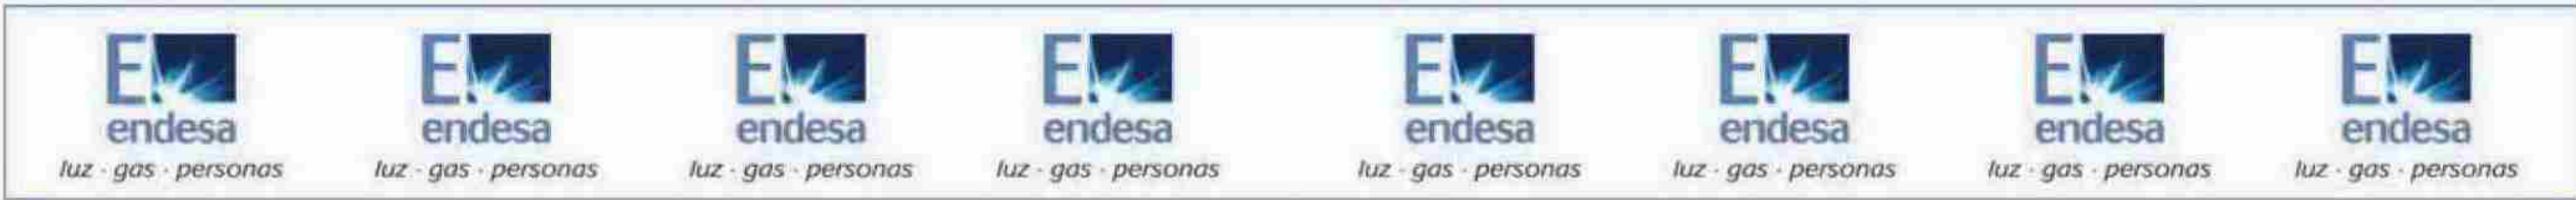 E. E. E. E. E. E. E. E.
endesa endesa endesa endesa endesa endesa endesa endesa
luz · gas · personas luz · gas · personas luz · gas · personas luz · gas · personas luz · gas · personas luz · gas · personas luz · gas · personas luz · gas · personas